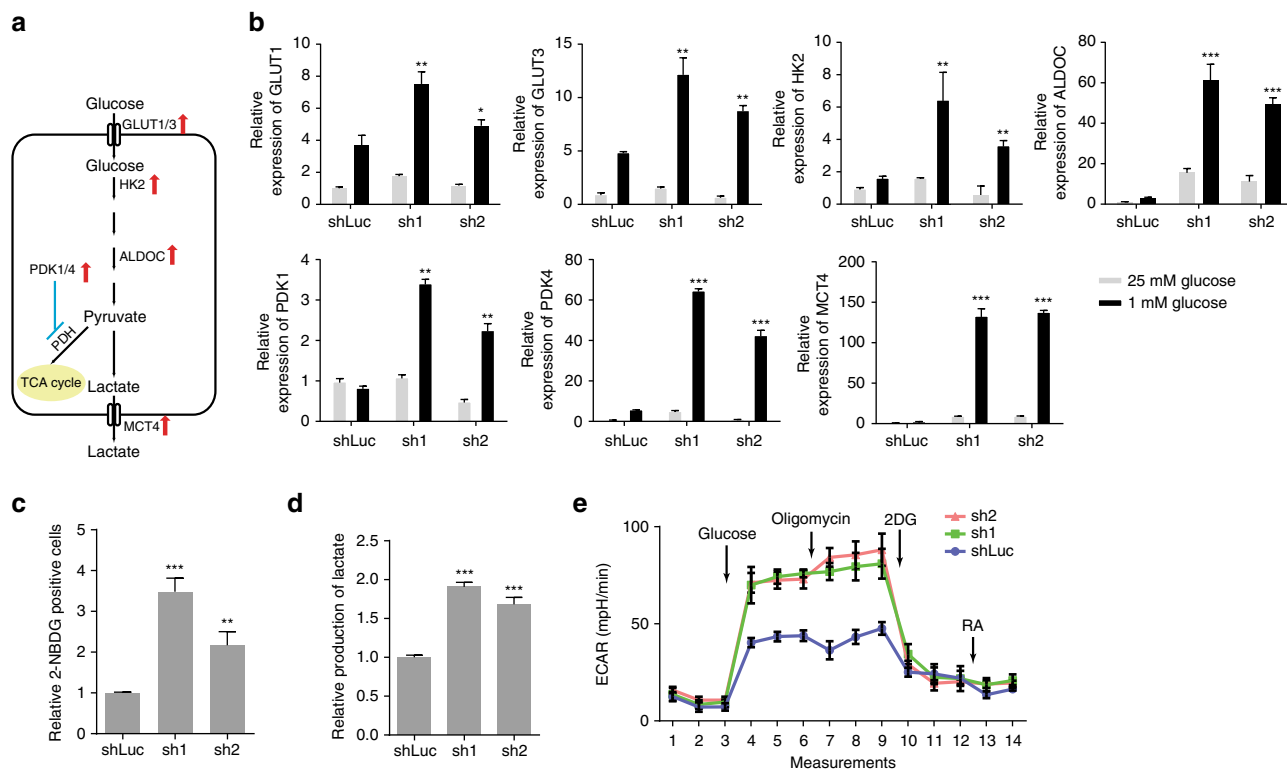 a
Glucose
GLUT1/3
Glucose
HK2
ALDOC
PDK1/4
Pyruvate
PDH
TCA cycle
Lactate
MCT4
Lactate
b
Relative
expression of GLUT1
10
8
6
4
2
0
**
*
shLuc
sh1
sh2
Relative
expression of GLUT3
15
10
5
0
**
**
shLuc
sh1
sh2
Relative
expression of HK2
10
8
6
4
2
0
**
**
shLuc
sh1
sh2
Relative
expression of ALDOC
80
60
40
20
0
***
***
shLuc
sh1
sh2
Relative
expression of PDK1
4
3
2
1
0
**
**
shLuc
sh1
sh2
Relative
expression of PDK4
80
60
40
20
0
***
***
shLuc
sh1
sh2
Relative
expression of MCT4
200
150
100
50
0
***
***
shLuc
sh1
sh2
25 mM glucose
1 mM glucose
c
Relative 2-NBDG positive cells
5
4
3
2
1
0
***
**
shLuc
sh1
sh2
d
Relative production of lactate
2.5
2.0
1.5
1.0
0.5
0.0
***
***
shLuc
sh1
sh2
e
ECAR (mpH/min)
100
50
0
Glucose
Oligomycin
2DG
RA
sh2
sh1
shLuc
1 2 3 4 5 6 7 8 9 10 11 12 13 14
Measurements